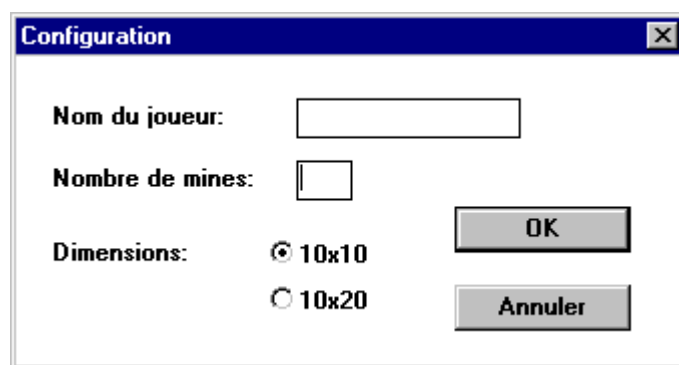 Configuration
Nom du joueur:
Nombre de mines:
OK
Dimensions:
10x10
10x20
Annuler